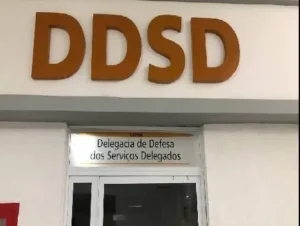 DDSD
Delegacia de Defesa
dos Serviços Delegados